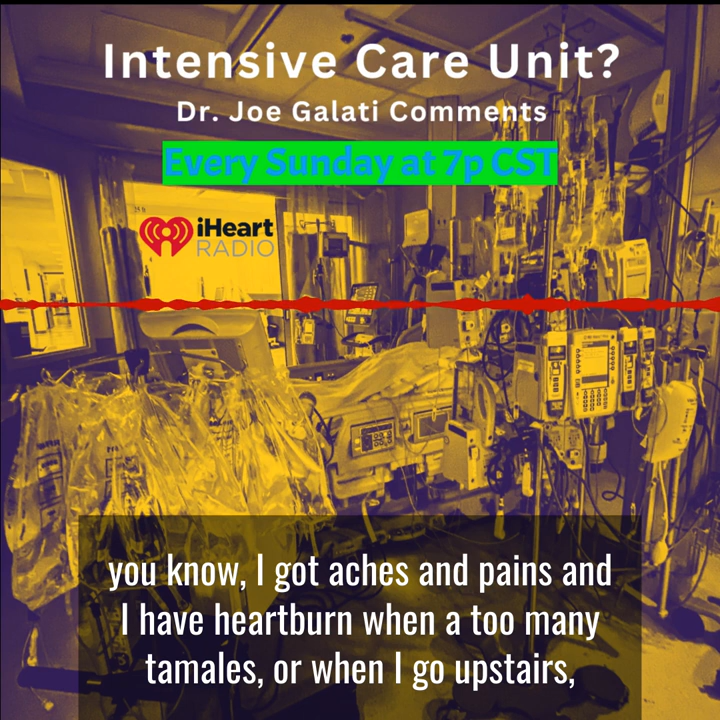 Intensive Care Unit?
Dr. Joe Galati Comments
Every Sunday at 7p CST
iHeart
RADIO
you know, I got aches and pains and
I have heartburn when a too many
tamales, or when I go upstairs,